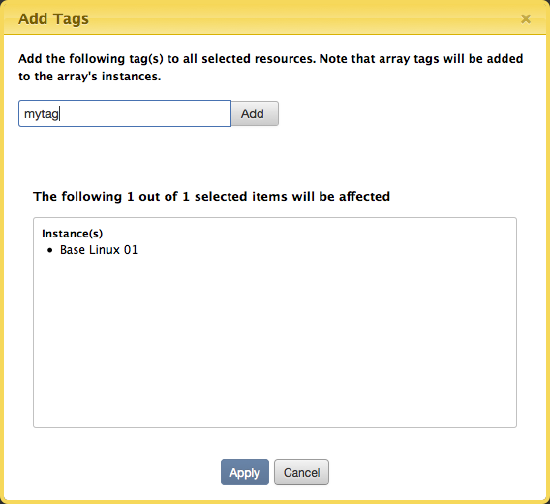 Add Tags
×
Add the following tag(s) to all selected resources. Note that array tags will be added
to the array's instances.
mytag
Add
The following 1 out of 1 selected items will be affected
Instance(s)
• Base Linux 01
Apply
Cancel